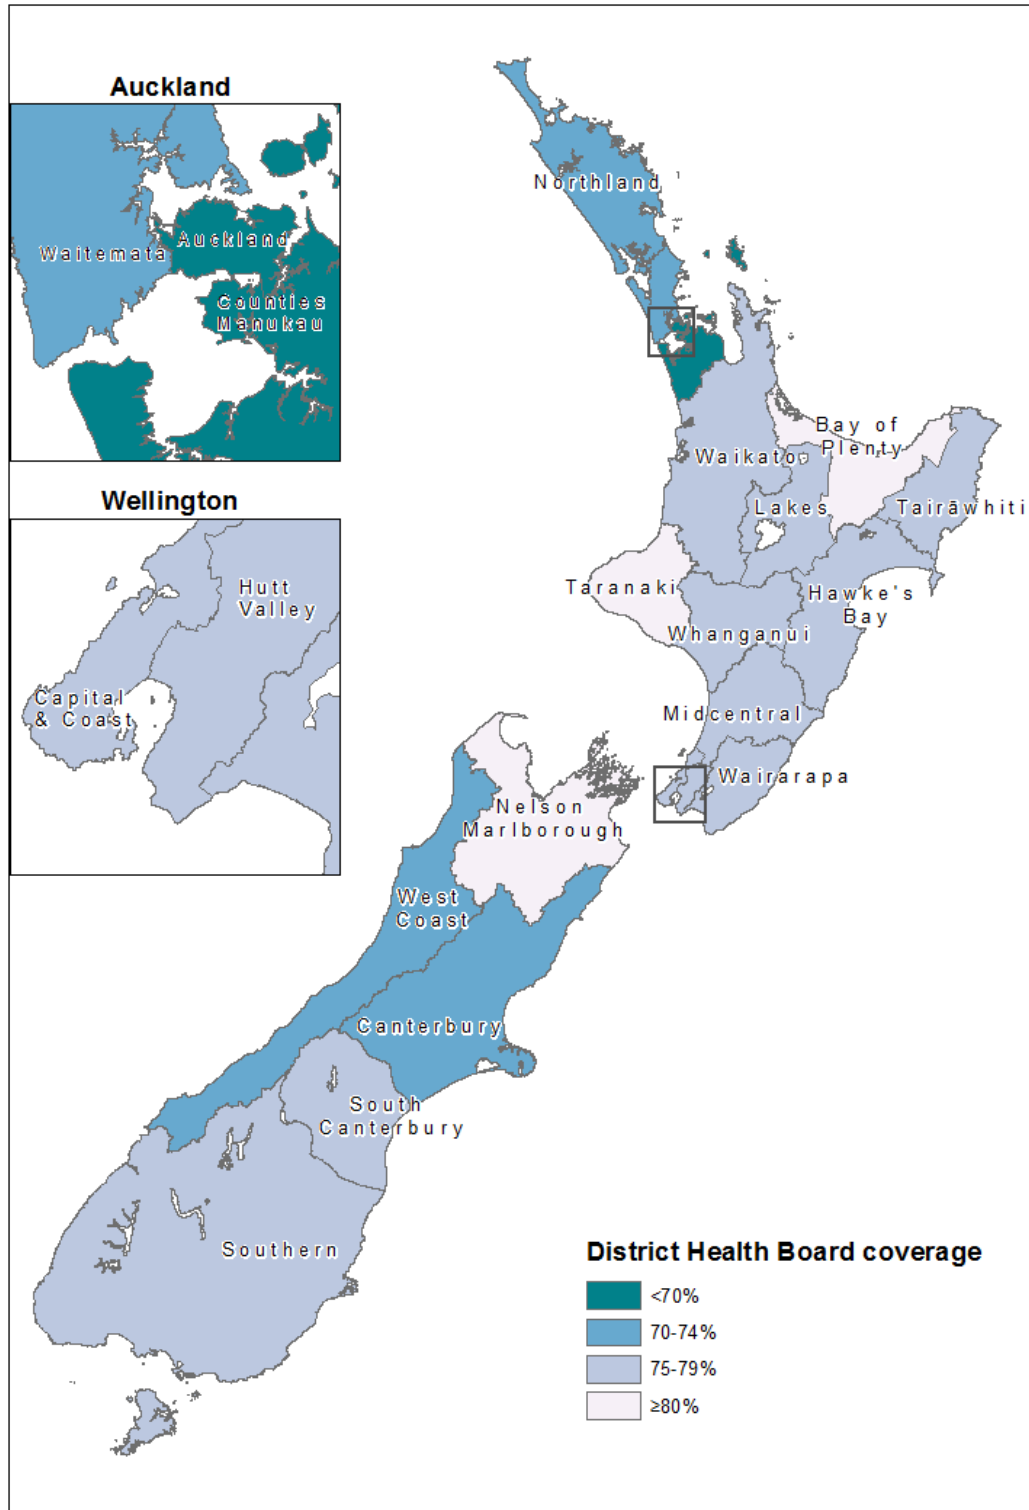 Auckland
Waitematā
Auckland
Counties
Manukau
Wellington
Hutt
Valley
Capital
& Coast
Northland
Waikato
Bay of
Plenty
Lakes
Tairāwhiti
Taranaki
Hawke's
Bay
Whanganui
Midcentral
Wairarapa
Nelson
Marlborough
West
Coast
Canterbury
South
Canterbury
Southern
District Health Board coverage
<70%
70-74%
75-79%
≥80%